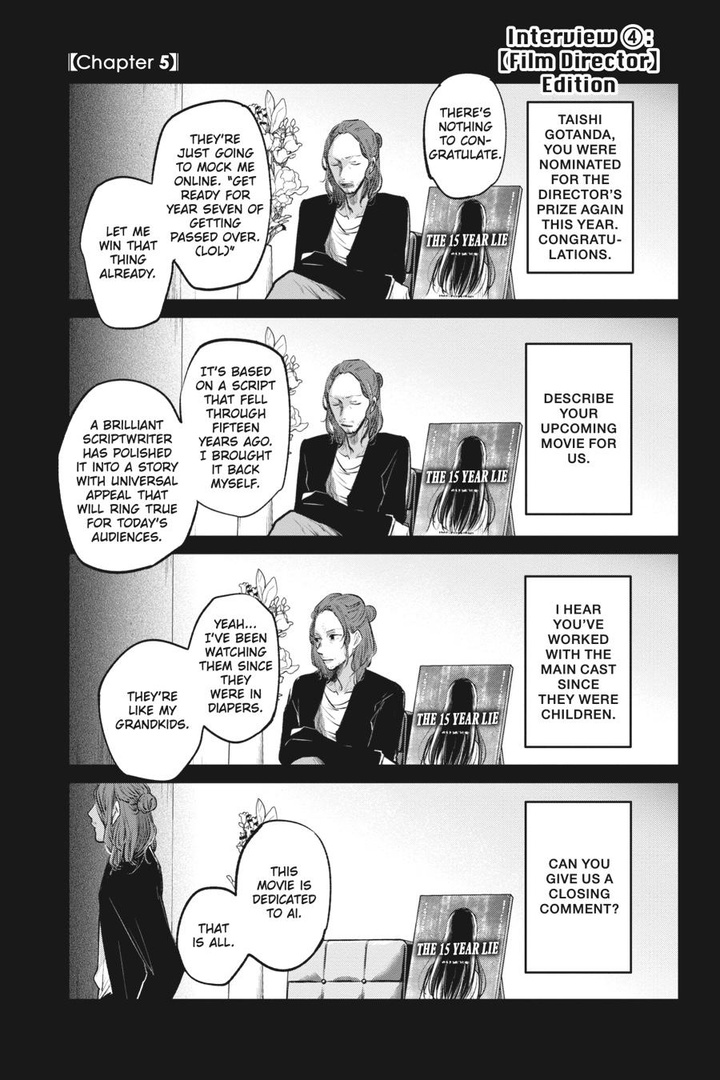 【Chapter 5】
Interview ④:
【Film Director】
Edition
TAISHI
GOTANDA,
YOU WERE
NOMINATED
FOR THE
DIRECTOR'S
PRIZE AGAIN
THIS YEAR.
CONGRATU-
LATIONS.
THERE'S
NOTHING
TO CON-
GRATULATE.
THEY'RE
JUST GOING
TO MOCK ME
ONLINE. "GET
READY FOR
YEAR SEVEN OF
GETTING
PASSED OVER.
(LOL)"
LET ME
WIN THAT
THING
ALREADY.
THE 15 YEAR LIE
DESCRIBE
YOUR
UPCOMING
MOVIE FOR
US.
IT'S BASED
ON A SCRIPT
THAT FELL
THROUGH
FIFTEEN
YEARS AGO.
I BROUGHT
IT BACK
MYSELF.
A BRILLIANT
SCRIPTWRITER
HAS POLISHED
IT INTO A STORY
WITH UNIVERSAL
APPEAL THAT
WILL RING TRUE
FOR TODAY'S
AUDIENCES.
THE 15 YEAR LIE
I HEAR
YOU'VE
WORKED
WITH THE
MAIN CAST
SINCE
THEY WERE
CHILDREN.
YEAH...
I'VE BEEN
WATCHING
THEM SINCE
THEY
WERE IN
DIAPERS.
THEY'RE
LIKE MY
GRANDKIDS.
THE 15 YEAR LIE
CAN YOU
GIVE US A
CLOSING
COMMENT?
THIS
MOVIE IS
DEDICATED
TO AI.
THAT
IS ALL.
THE 15 YEAR LIE